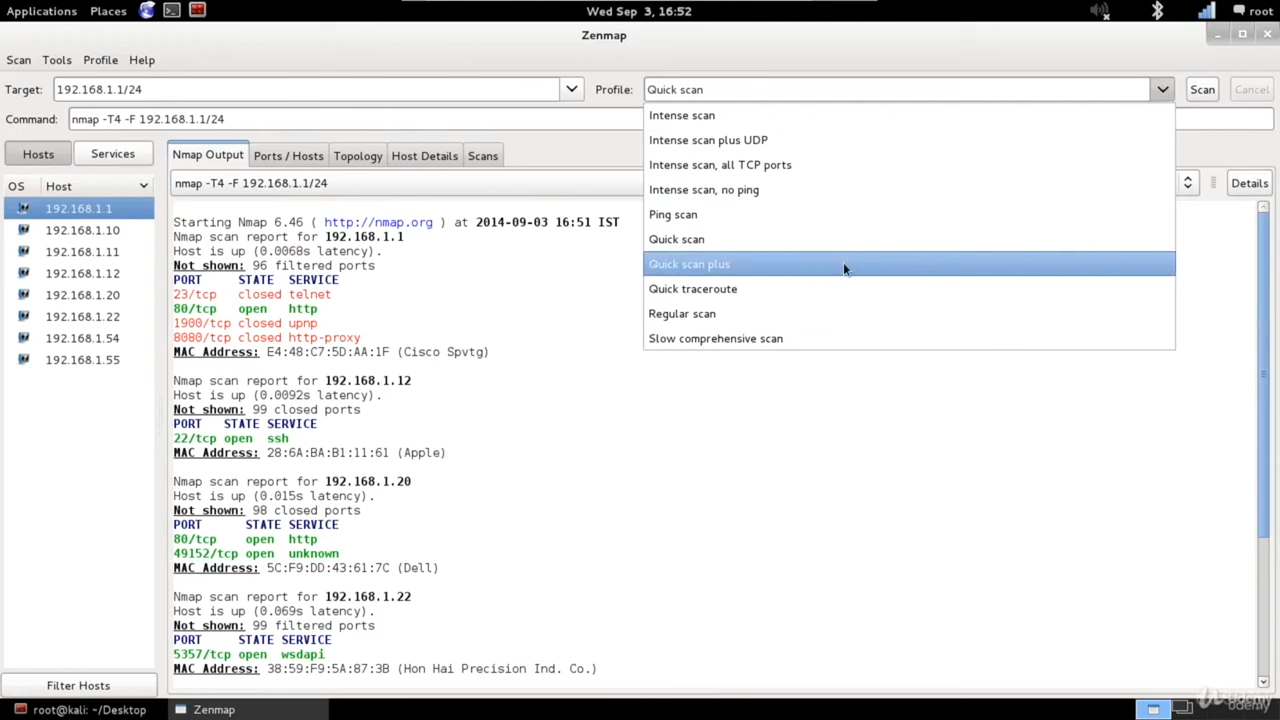 Applications Places Wed Sep 3, 16:52 root
Zenmap
Scan Tools Profile Help
Target: 192.168.1.1/24 Profile: Quick scan Scan Cancel
Command: nmap -T4 -F 192.168.1.1/24
Intense scan
Intense scan plus UDP
Intense scan, all TCP ports
Intense scan, no ping
Ping scan
Quick scan
Quick scan plus
Quick traceroute
Regular scan
Slow comprehensive scan
Hosts Services
Nmap Output Ports / Hosts Topology Host Details Scans
OS Host
192.168.1.1
192.168.1.10
192.168.1.11
192.168.1.12
192.168.1.20
192.168.1.22
192.168.1.54
192.168.1.55
Filter Hosts
nmap -T4 -F 192.168.1.1/24 Details
Starting Nmap 6.46 ( http://nmap.org ) at 2014-09-03 16:51 IST
Nmap scan report for 192.168.1.1
Host is up (0.0068s latency).
Not shown: 96 filtered ports
PORT STATE SERVICE
23/tcp closed telnet
80/tcp open http
1900/tcp closed upnp
8080/tcp closed http-proxy
MAC Address: E4:48:C7:5D:AA:1F (Cisco Spvtg)
Nmap scan report for 192.168.1.12
Host is up (0.0092s latency).
Not shown: 99 closed ports
PORT STATE SERVICE
22/tcp open ssh
MAC Address: 28:6A:BA:B1:11:61 (Apple)
Nmap scan report for 192.168.1.20
Host is up (0.015s latency).
Not shown: 98 closed ports
PORT STATE SERVICE
80/tcp open http
49152/tcp open unknown
MAC Address: 5C:F9:DD:43:61:7C (Dell)
Nmap scan report for 192.168.1.22
Host is up (0.069s latency).
Not shown: 99 filtered ports
PORT STATE SERVICE
5357/tcp open wsdapi
MAC Address: 38:59:F9:5A:87:3B (Hon Hai Precision Ind. Co.)
root@kali: ~/Desktop Zenmap
udemy